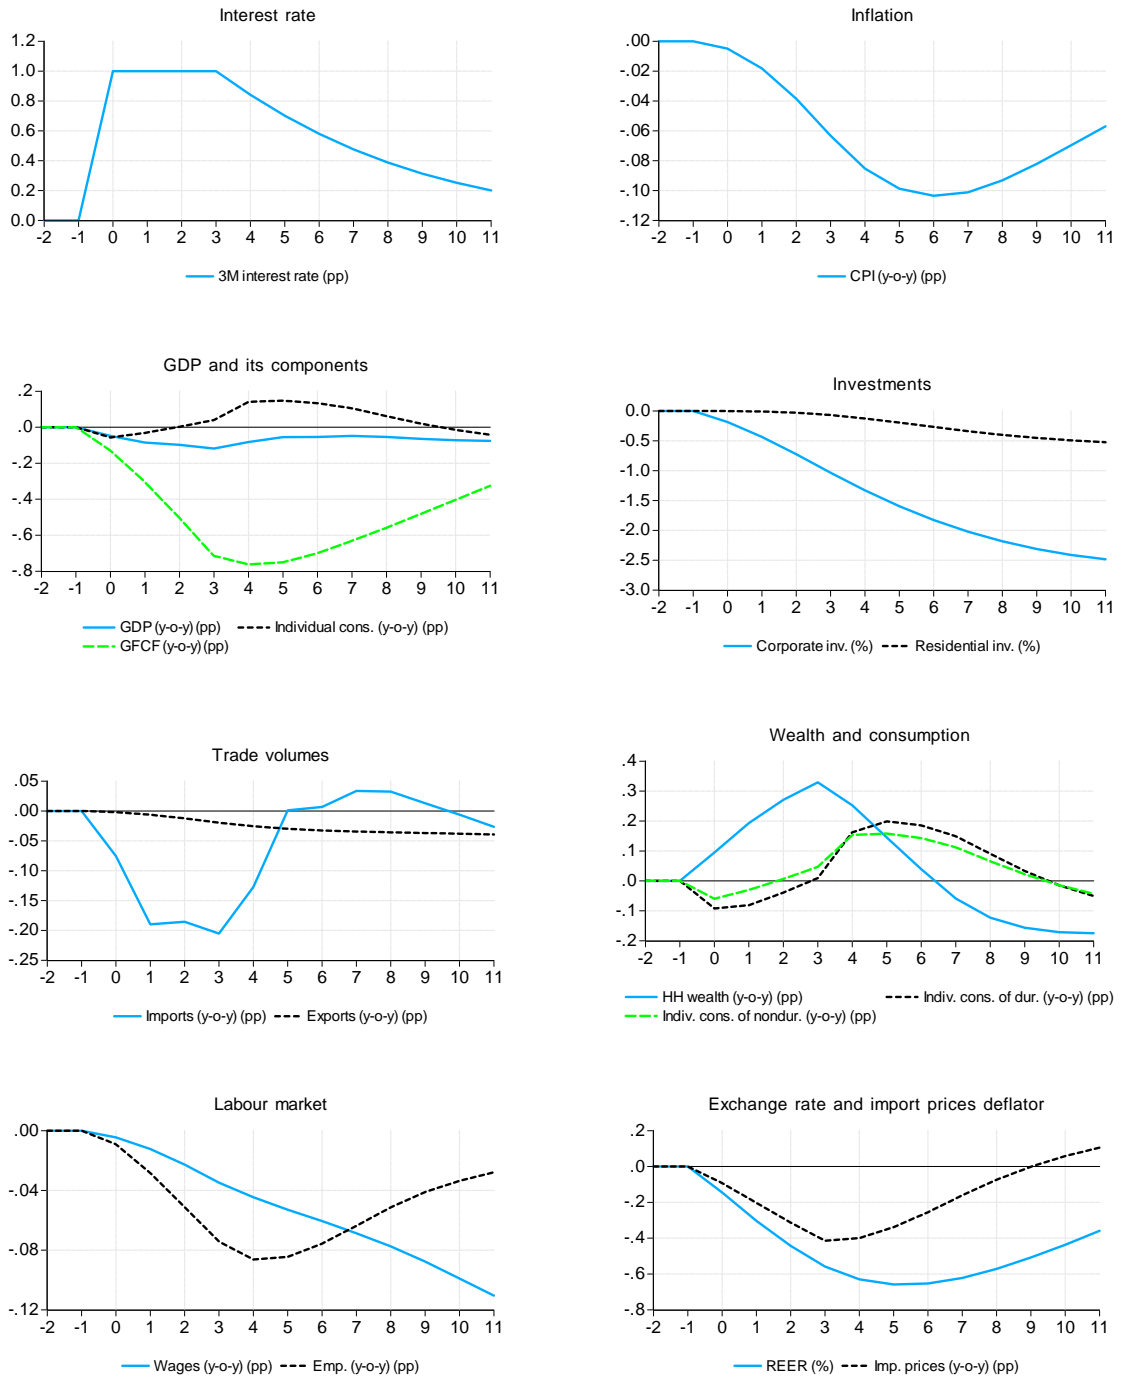 Interest rate
1.2
1.0
0.8
0.6
0.4
0.2
0.0
-2 -1 0 1 2 3 4 5 6 7 8 9 10 11
3M interest rate (pp)
Inflation
.00
-.02
-.04
-.06
-.08
-.10
-.12
-2 -1 0 1 2 3 4 5 6 7 8 9 10 11
CPI (y-o-y) (pp)
GDP and its components
.2
.0
-.2
-.4
-.6
-.8
-2 -1 0 1 2 3 4 5 6 7 8 9 10 11
GDP (y-o-y) (pp) Individual cons. (y-o-y) (pp)
GFCF (y-o-y) (pp)
Investments
0.0
-0.5
-1.0
-1.5
-2.0
-2.5
-3.0
-2 -1 0 1 2 3 4 5 6 7 8 9 10 11
Corporate inv. (%) Residential inv. (%)
Trade volumes
.05
.00
-.05
-.10
-.15
-.20
-.25
-2 -1 0 1 2 3 4 5 6 7 8 9 10 11
Imports (y-o-y) (pp) Exports (y-o-y) (pp)
Wealth and consumption
.4
.3
.2
.1
.0
-.1
-.2
-2 -1 0 1 2 3 4 5 6 7 8 9 10 11
HH wealth (y-o-y) (pp) Indiv. cons. of dur. (y-o-y) (pp)
Indiv. cons. of nondur. (y-o-y) (pp)
Labour market
.00
-.04
-.08
-.12
-2 -1 0 1 2 3 4 5 6 7 8 9 10 11
Wages (y-o-y) (pp) Emp. (y-o-y) (pp)
Exchange rate and import prices deflator
.2
.0
-.2
-.4
-.6
-.8
-2 -1 0 1 2 3 4 5 6 7 8 9 10 11
REER (%) Imp. prices (y-o-y) (pp)